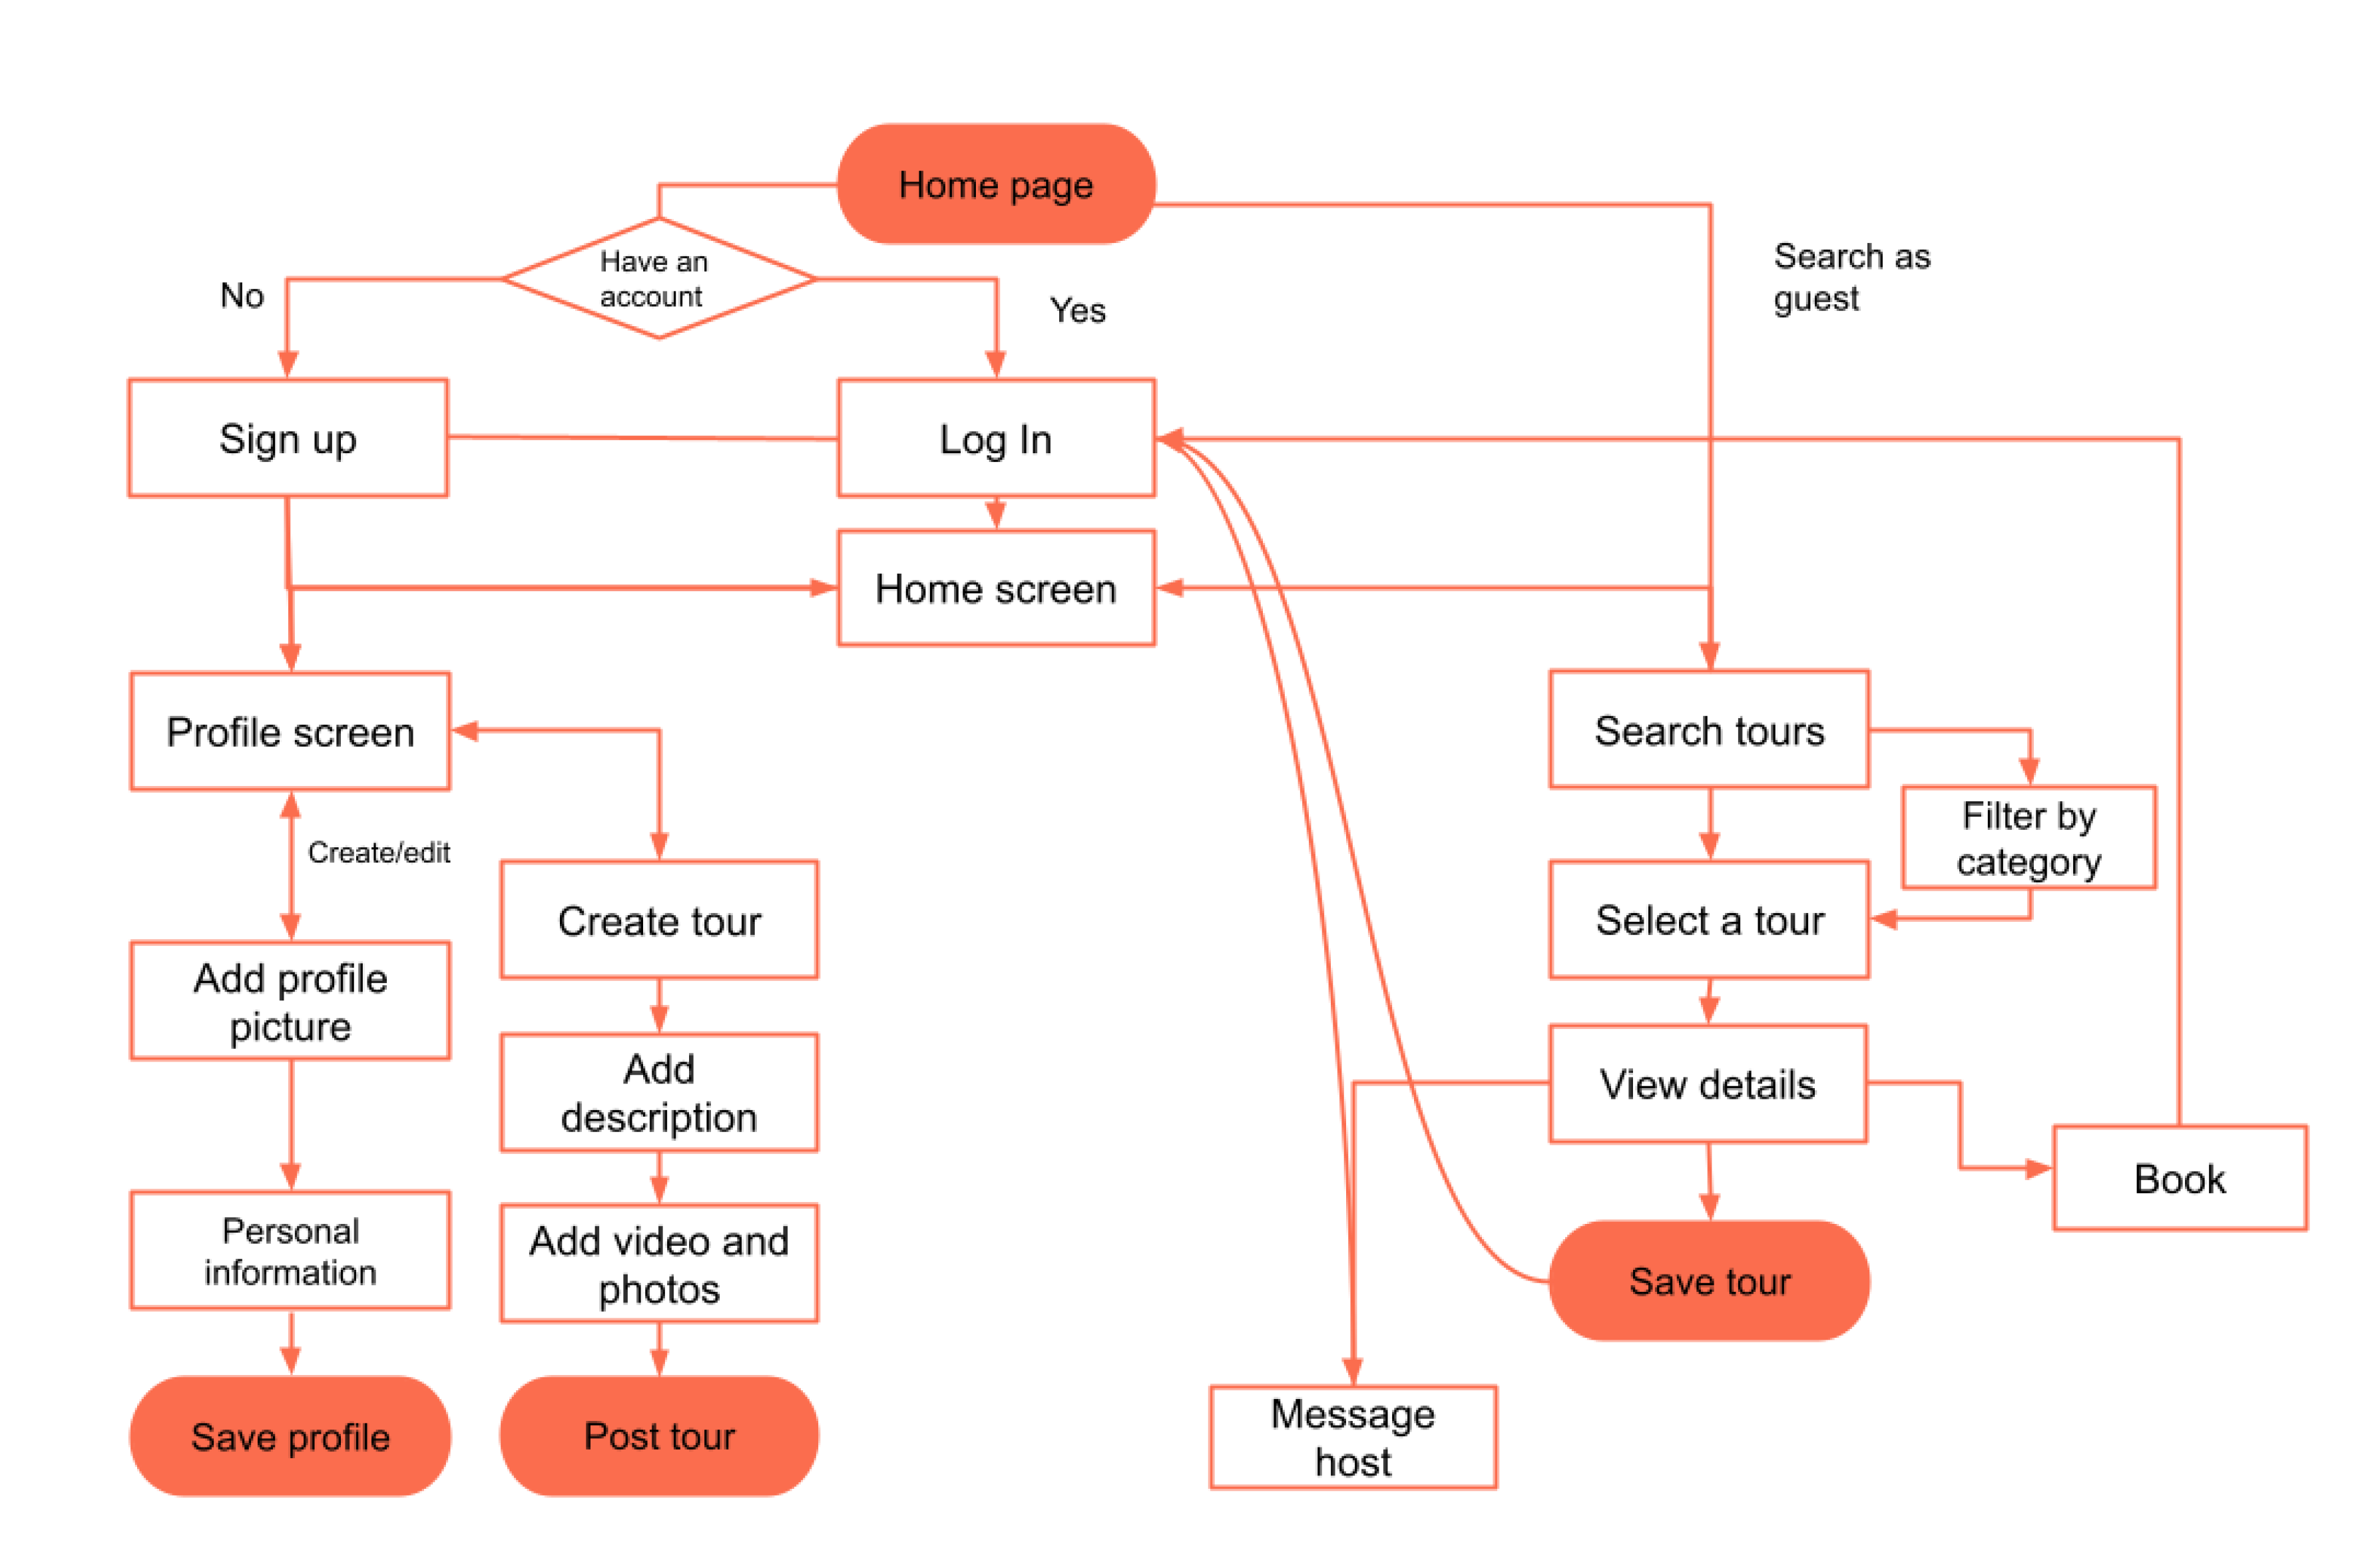 Home page
Have an
account
No
Yes
Search as
guest
Sign up
Log In
Home screen
Profile screen
Search tours
Filter by
category
Create/edit
Create tour
Select a tour
Add profile
picture
Add
description
View details
Book
Personal
information
Add video and
photos
Save tour
Save profile
Post tour
Message
host